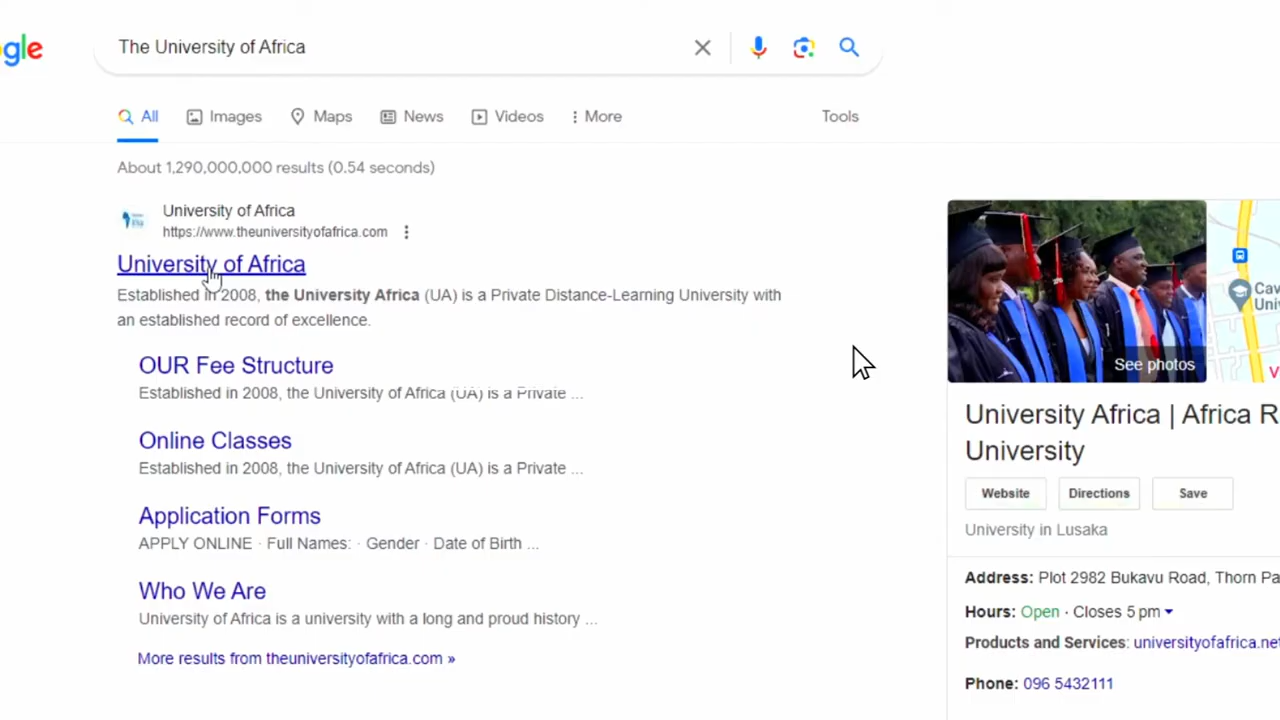 gle
The University of Africa
All Images Maps News Videos More Tools
About 1,290,000,000 results (0.54 seconds)
University of Africa
https://www.theuniversityofafrica.com
University of Africa
Established in 2008, the University Africa (UA) is a Private Distance-Learning University with
an established record of excellence.
OUR Fee Structure
Established in 2008, the University of Africa (UA) is a Private ...
Online Classes
Established in 2008, the University of Africa (UA) is a Private ...
Application Forms
APPLY ONLINE · Full Names: · Gender · Date of Birth ...
Who We Are
University of Africa is a university with a long and proud history ...
More results from theuniversityofafrica.com »
See photos
Cav
Uni
University Africa | Africa R
University
Website Directions Save
University in Lusaka
Address: Plot 2982 Bukavu Road, Thorn Pa
Hours: Open · Closes 5 pm
Products and Services: universityofafrica.net
Phone: 096 5432111